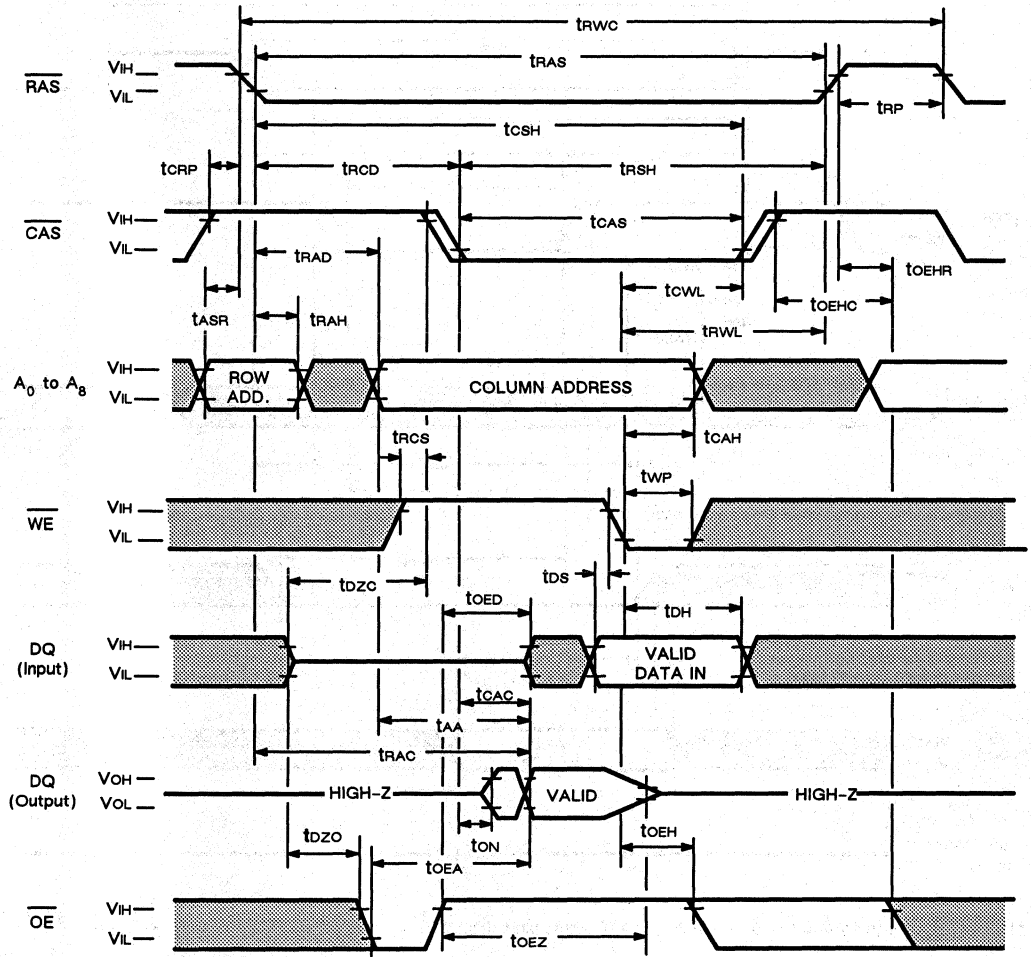 tRWC
tRAS
RAS
VIH
VIL
tRP
tCSH
tCRP
tRCD
tRSH
CAS
VIH
VIL
tCAS
tRAD
tOEHR
tCWL
tOEHC
tASR
tRAH
tRWL
A0 to A8
VIH
VIL
ROW
ADD.
COLUMN ADDRESS
tRCS
tCAH
tWP
WE
VIH
VIL
tDS
tDZC
tOED
tDH
DQ
(Input)
VIH
VIL
VALID
DATA IN
tCAC
tAA
tRAC
DQ
(Output)
VOH
VOL
HIGH-Z
VALID
HIGH-Z
tDZO
tON
tOEH
tOEA
OE
VIH
VIL
tOEZ